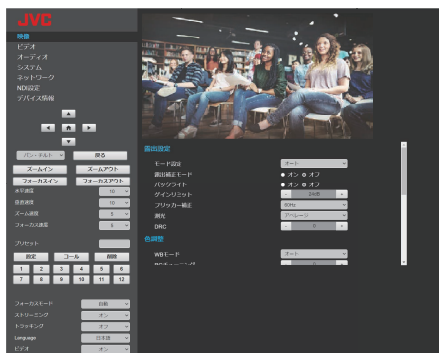 JVC
映像
ビデオ
オーディオ
システム
ネットワーク
NDI設定
デバイス情報
パン・チルト
戻る
ズームイン
ズームアウト
フォーカスイン
フォーカスアウト
水平速度
10
垂直速度
10
ズーム速度
5
フォーカス速度
5
プリセット
設定
コール
削除
1 2 3 4 5 6
7 8 9 10 11 12
フォーカスモード
自動
ストリーミング
オン
トラッキング
オフ
Language
日本語
ビデオ
オン
露出設定
モード設定
オート
露出補正モード
オン オフ
バックライト
オン オフ
ゲインリミット
- +
フリッカー補正
60Hz
測光
アベレージ
DRC
- 0 +
色調整
WBモード
オート